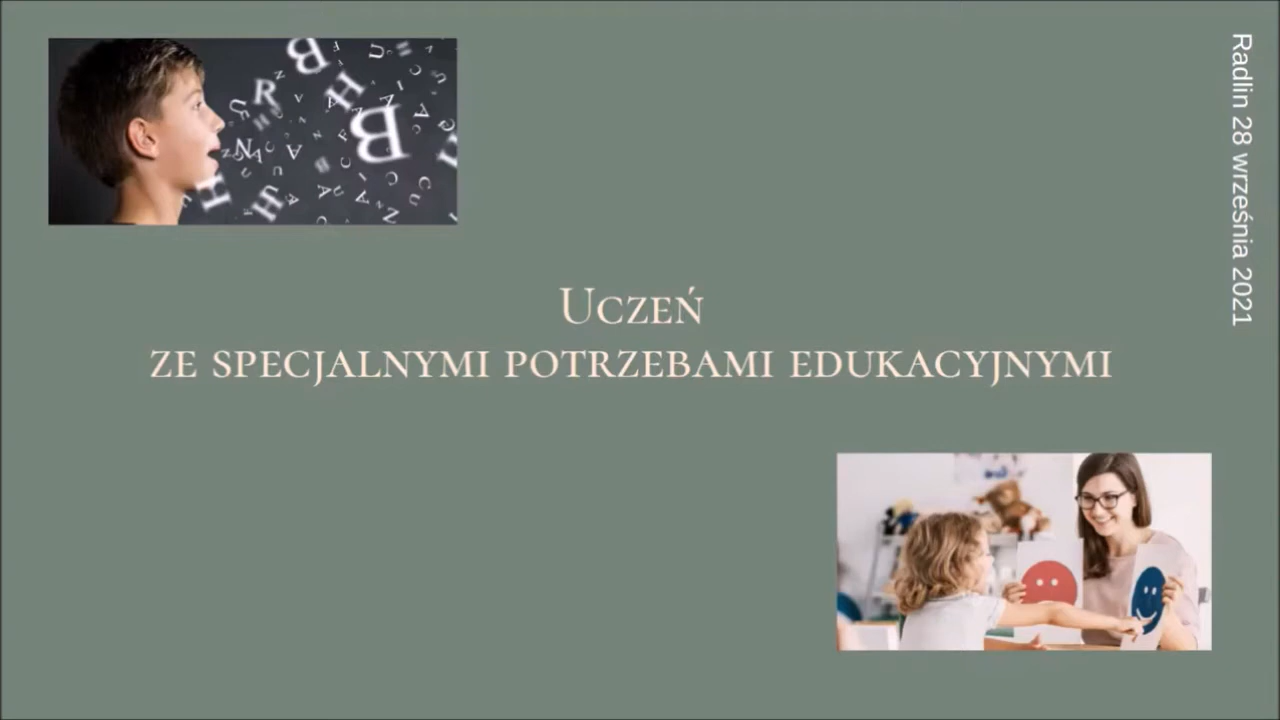 Radlin 28 września 2021
Uczeń
ze specjalnymi potrzebami edukacyjnymi